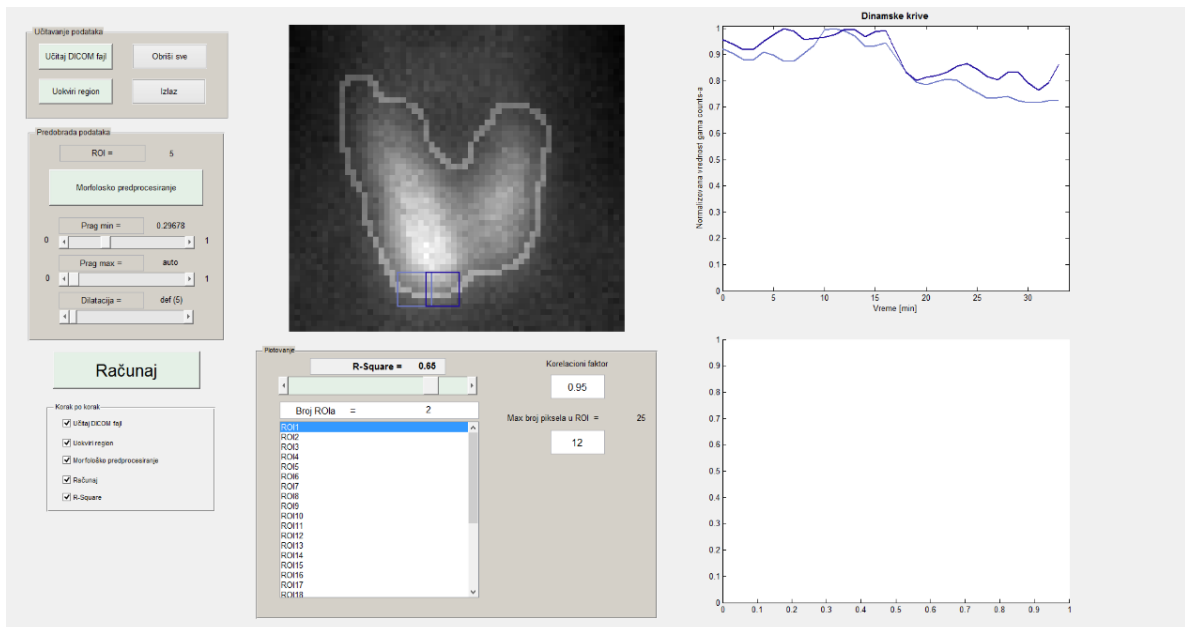 Učitavanje podataka
Učitaj DICOM fajl
Obriši sve
Uokviri region
Izlaz
Predobrada podataka
ROI =
5
Morfolosko predprocesiranje
Prag min =
0.29678
0
1
Prag max =
auto
0
1
Dilatacija =
def (5)
Računaj
Korak po korak
Učitaj DICOM fajl
Uokviri region
Morfološko predprocesiranje
Računaj
R-Square
Plotovanje
R-Square =
0.65
Broj ROIa =
2
ROI1
ROI2
ROI3
ROI4
ROI5
ROI6
ROI7
ROI8
ROI9
ROI10
ROI11
ROI12
ROI13
ROI14
ROI15
ROI16
ROI17
ROI18
Korelacioni faktor
0.95
Max broj piksela u ROI =
25
12
Dinamske krive
Normalizovana vrednost gama counts-a
1
0.9
0.8
0.7
0.6
0.5
0.4
0.3
0.2
0.1
0
0
5
10
15
20
25
30
Vreme [min]
1
0.9
0.8
0.7
0.6
0.5
0.4
0.3
0.2
0.1
0
0
0.1
0.2
0.3
0.4
0.5
0.6
0.7
0.8
0.9
1